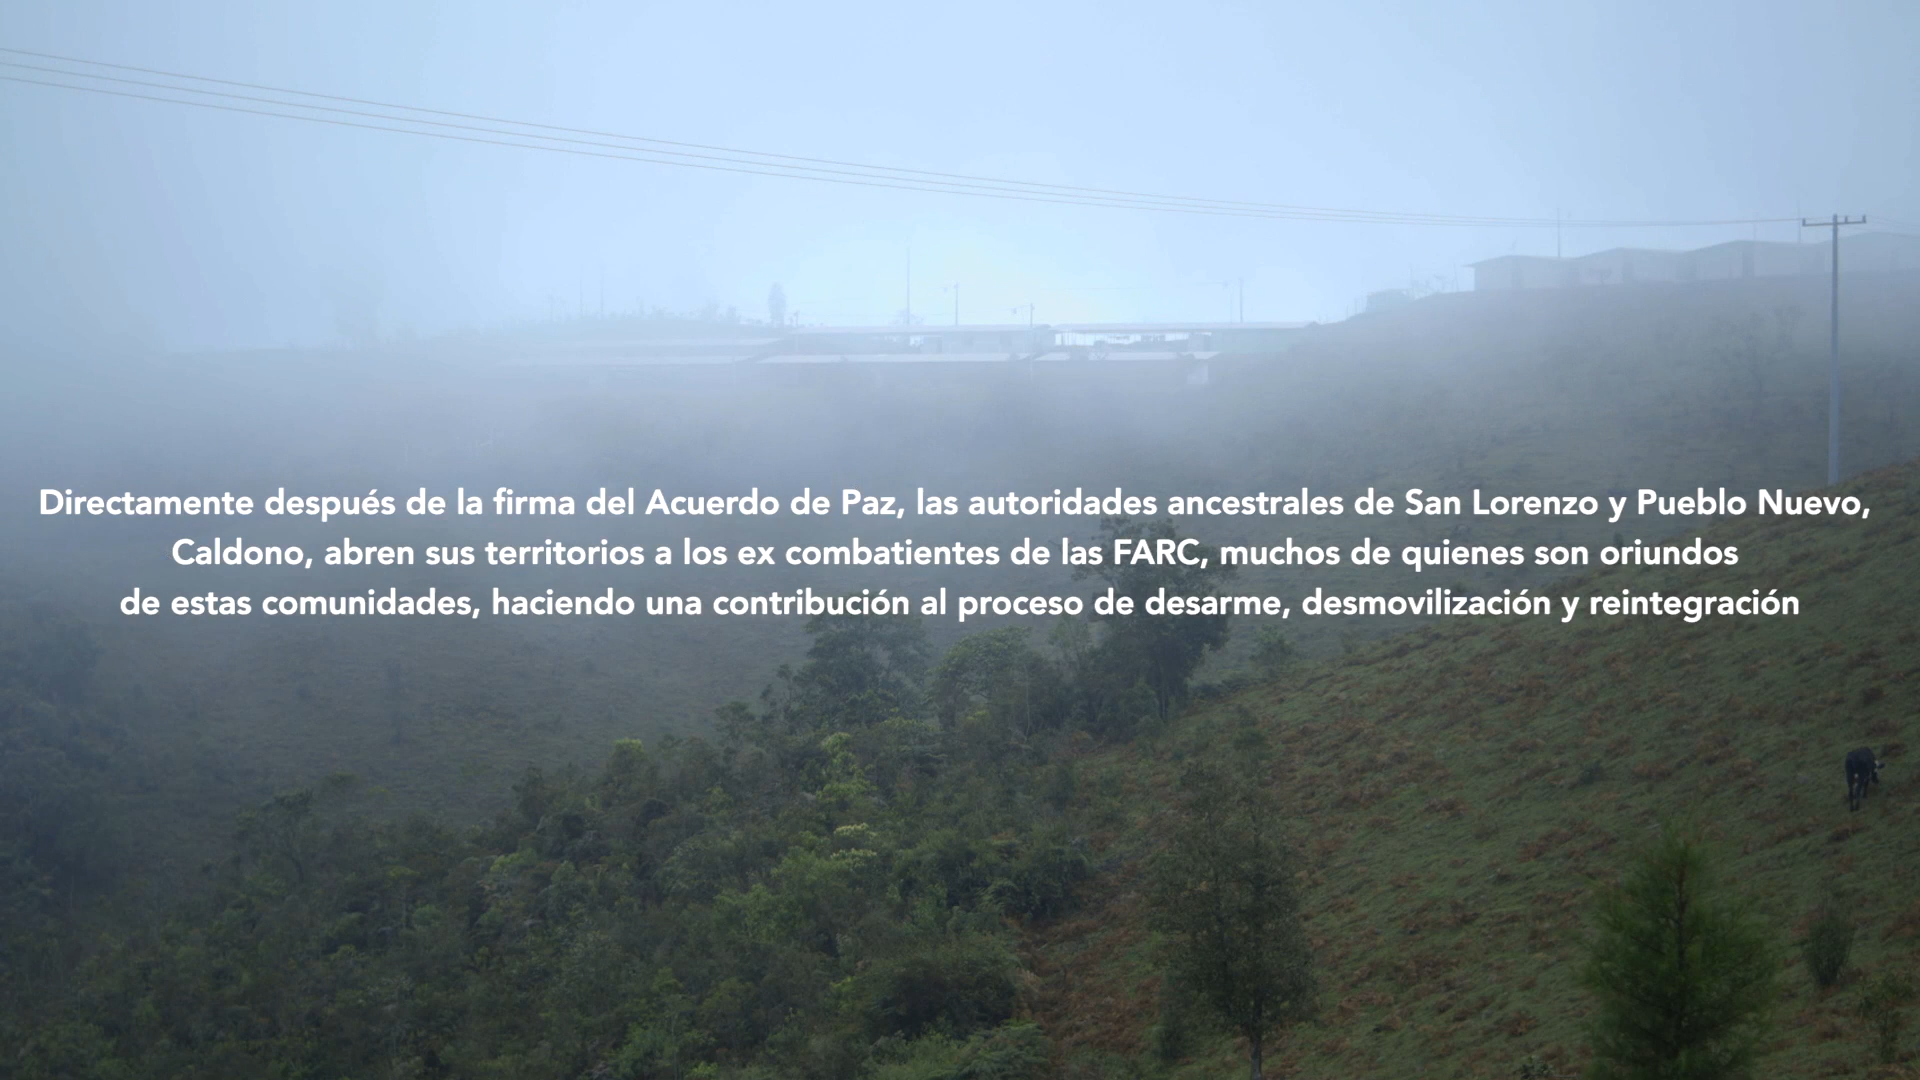 Directamente después de la firma del Acuerdo de Paz, las autoridades ancestrales de San Lorenzo y Pueblo Nuevo,
Caldono, abren sus territorios a los ex combatientes de las FARC, muchos de quienes son oriundos
de estas comunidades, haciendo una contribución al proceso de desarme, desmovilización y reintegración